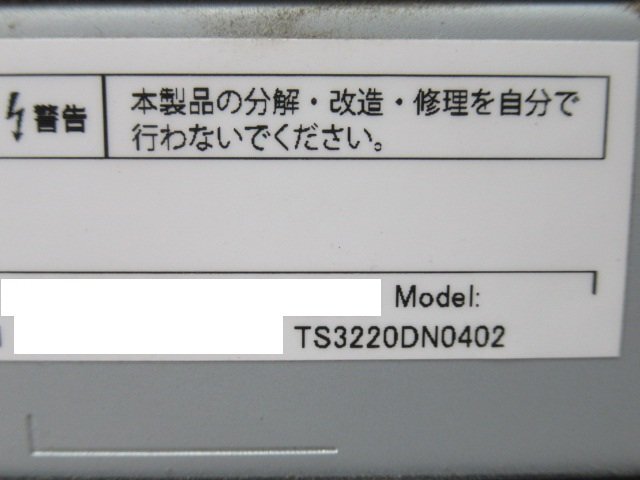 警告
本製品の分解・改造・修理を自分で
行わないでください。
Model:
TS3220DN0402